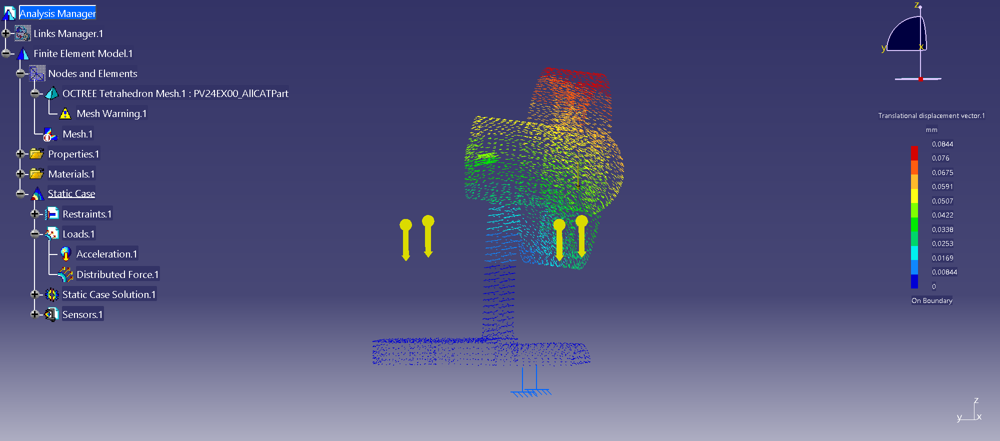 Analysis Manager
Links Manager.1
Finite Element Model.1
Nodes and Elements
OCTREE Tetrahedron Mesh.1 : PV24EX00_AllCATPart
Mesh Warning.1
Mesh.1
Properties.1
Materials.1
Static Case
Restraints.1
Loads.1
Acceleration.1
Distributed Force.1
Static Case Solution.1
Sensors.1
z
y
x
Translational displacement vector.1
mm
0,0844
0,076
0,0675
0,0591
0,0507
0,0422
0,0338
0,0253
0,0169
0,00844
0
On Boundary
z
y
x